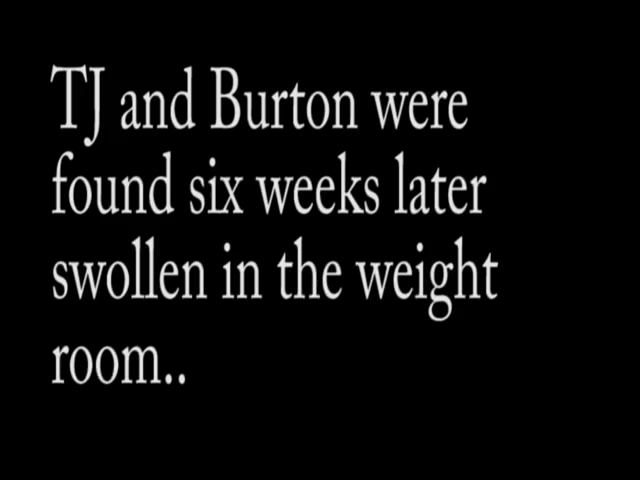 TJ and Burton were
found six weeks later
swollen in the weight
room..